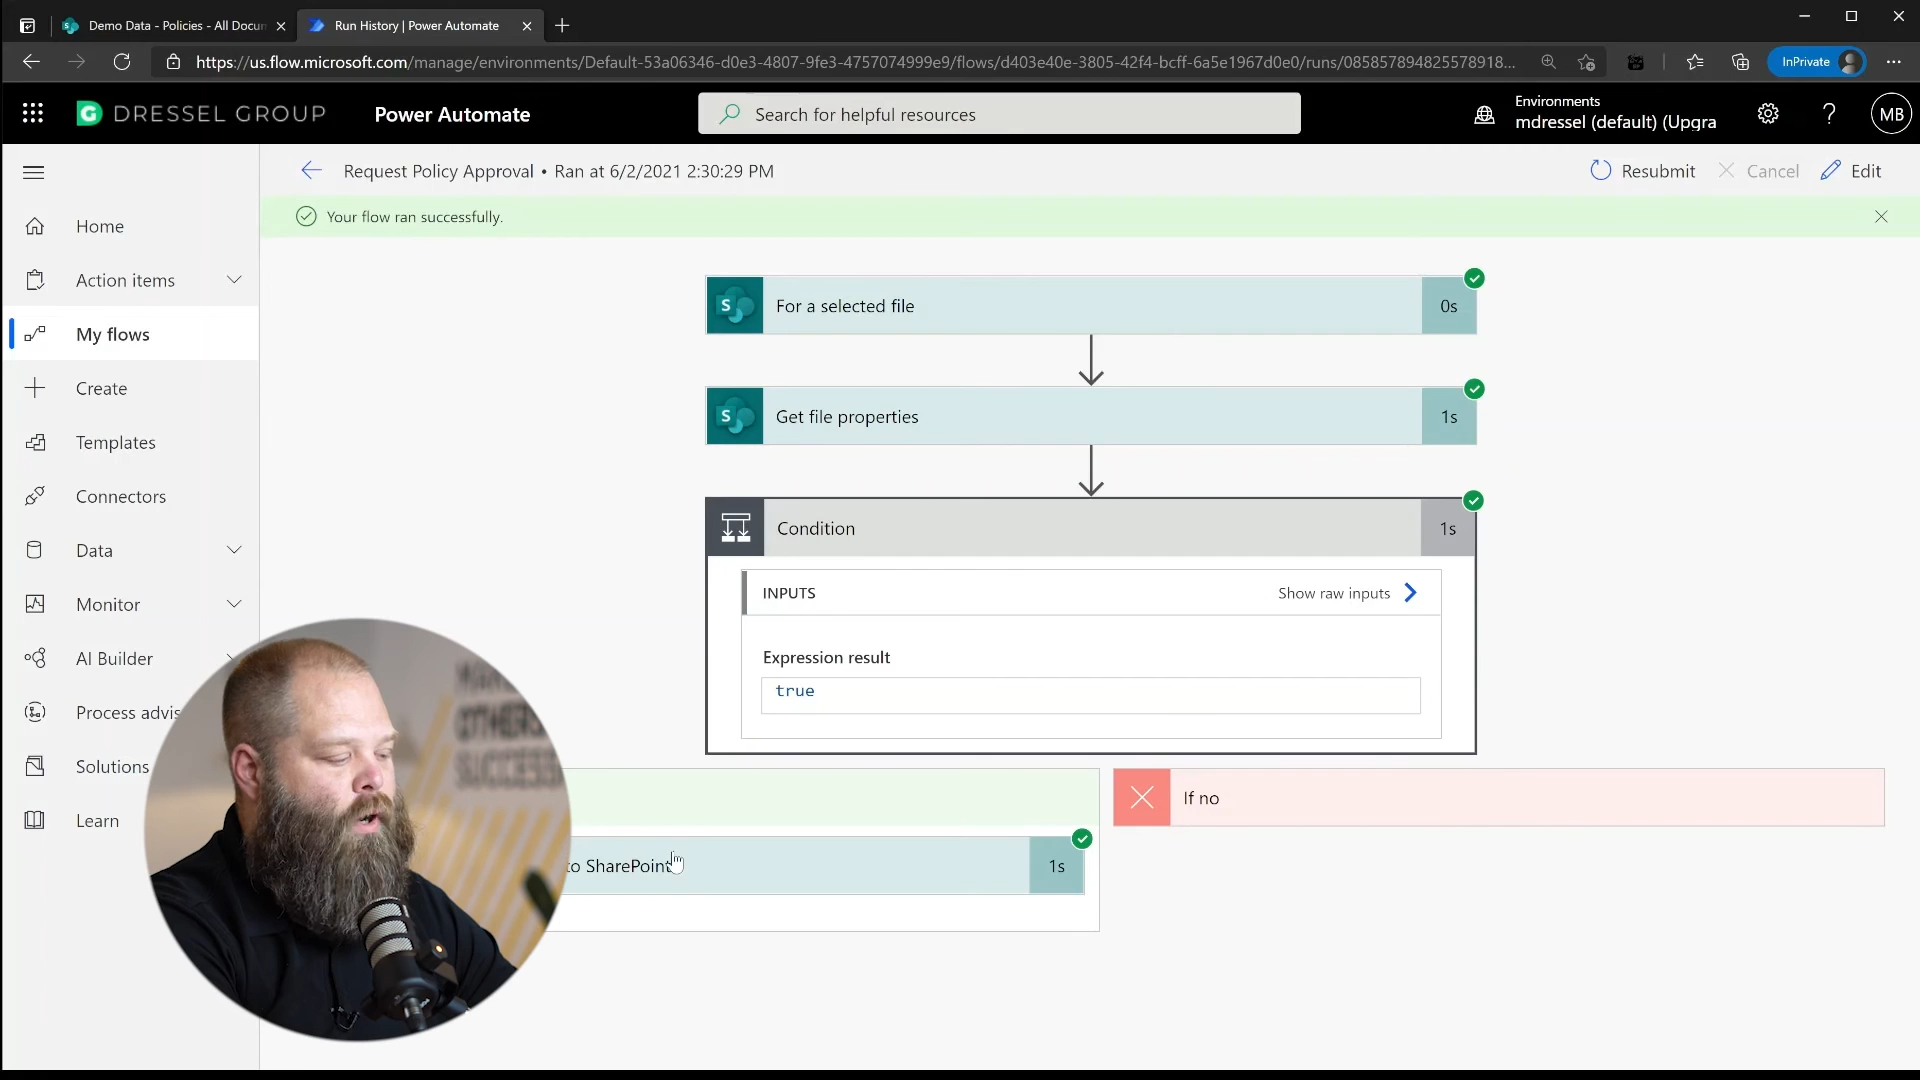 Demo Data - Policies - All Docum
Run History | Power Automate
https://us.flow.microsoft.com/manage/environments/Default-53a06346-d0e3-4807-9fe3-4757074999e9/flows/d403e40e-3805-42f4-bcff-6a5e1967d0e0/runs/085857894825578918...
InPrivate
DRESSEL GROUP
Power Automate
Search for helpful resources
Environments
mdressel (default) (Upgra
MB
Request Policy Approval • Ran at 6/2/2021 2:30:29 PM
Resubmit
Cancel
Edit
Your flow ran successfully.
Home
Action items
My flows
Create
Templates
Connectors
Data
Monitor
AI Builder
Process advis
Solutions
Learn
For a selected file
0s
Get file properties
1s
Condition
1s
INPUTS
Show raw inputs
Expression result
true
If no
to SharePoint
1s
OTHERS
SUCCESS